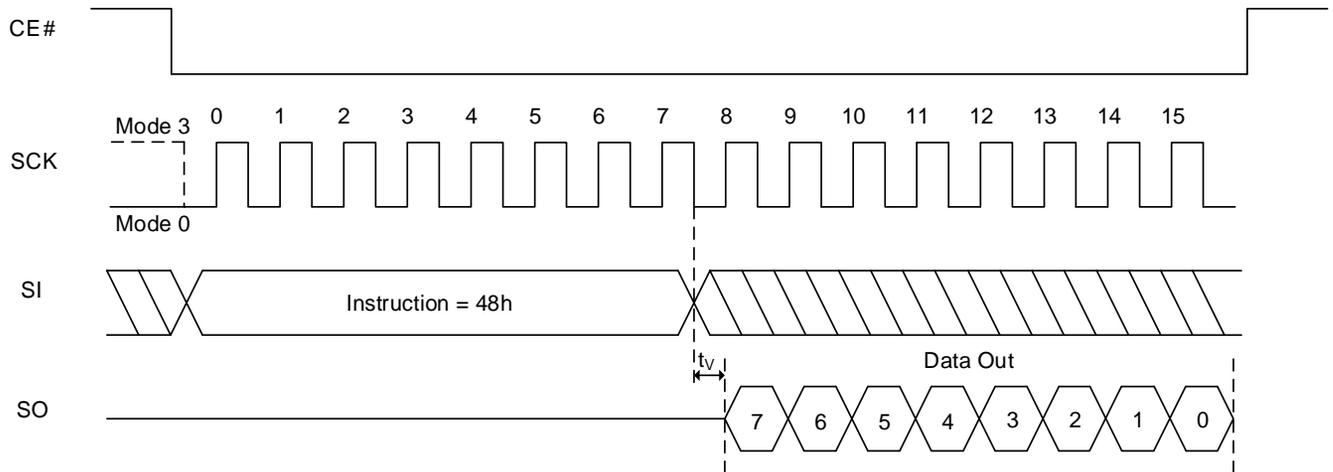 CE#
Mode 3
0 1 2 3 4 5 6 7 8 9 10 11 12 13 14 15
SCK
Mode 0
SI
Instruction = 48h
tV
Data Out
SO
7 6 5 4 3 2 1 0